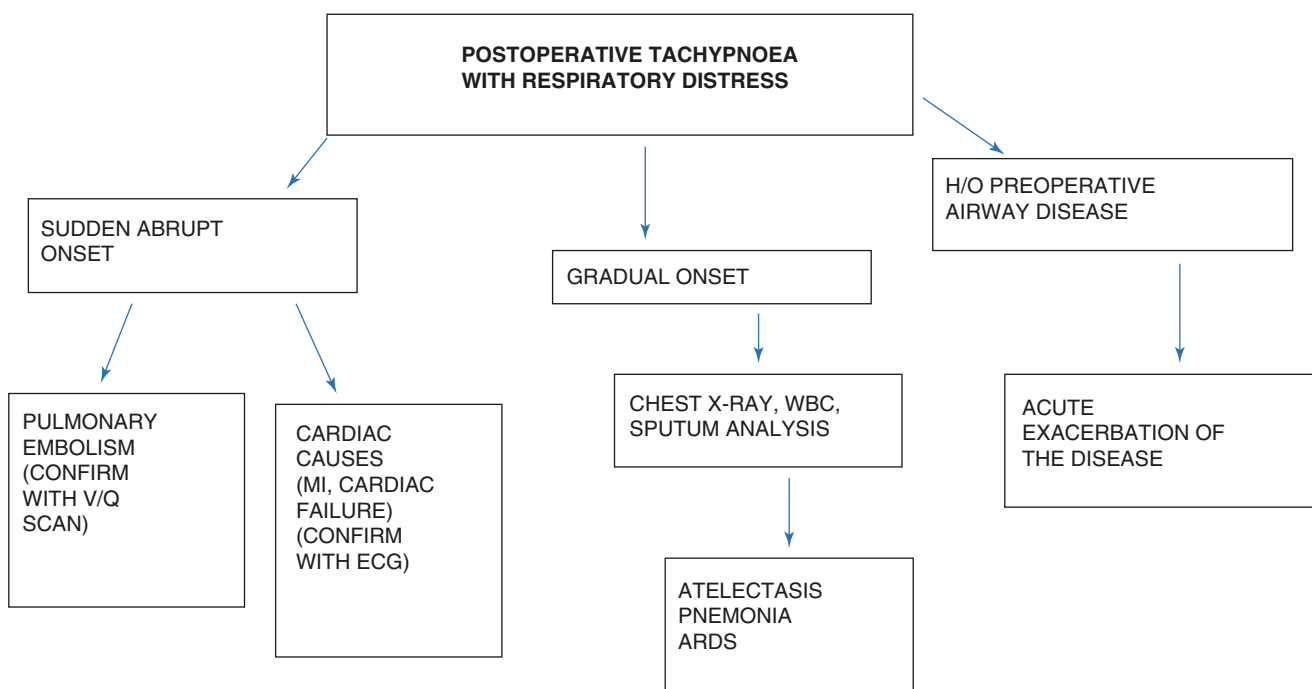 POSTOPERATIVE TACHYPNOEA
WITH RESPIRATORY DISTRESS
SUDDEN ABRUPT
ONSET
GRADUAL ONSET
H/O PREOPERATIVE
AIRWAY DISEASE
PULMONARY
EMBOLISM
(CONFIRM
WITH V/Q
SCAN)
CARDIAC
CAUSES
(MI, CARDIAC
FAILURE)
(CONFIRM
WITH ECG)
CHEST X-RAY, WBC,
SPUTUM ANALYSIS
ATELECTASIS
PNEMONIA
ARDS
ACUTE
EXACERBATION OF
THE DISEASE